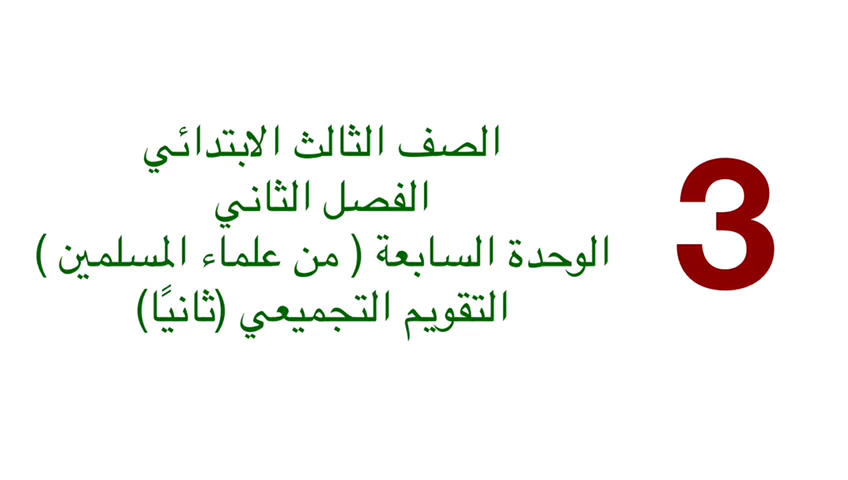 الصف الثالث الابتدائي
الفصل الثاني
الوحدة السابعة ( من علماء المسلمين )
التقويم التجميعي (ثانيًا)
3